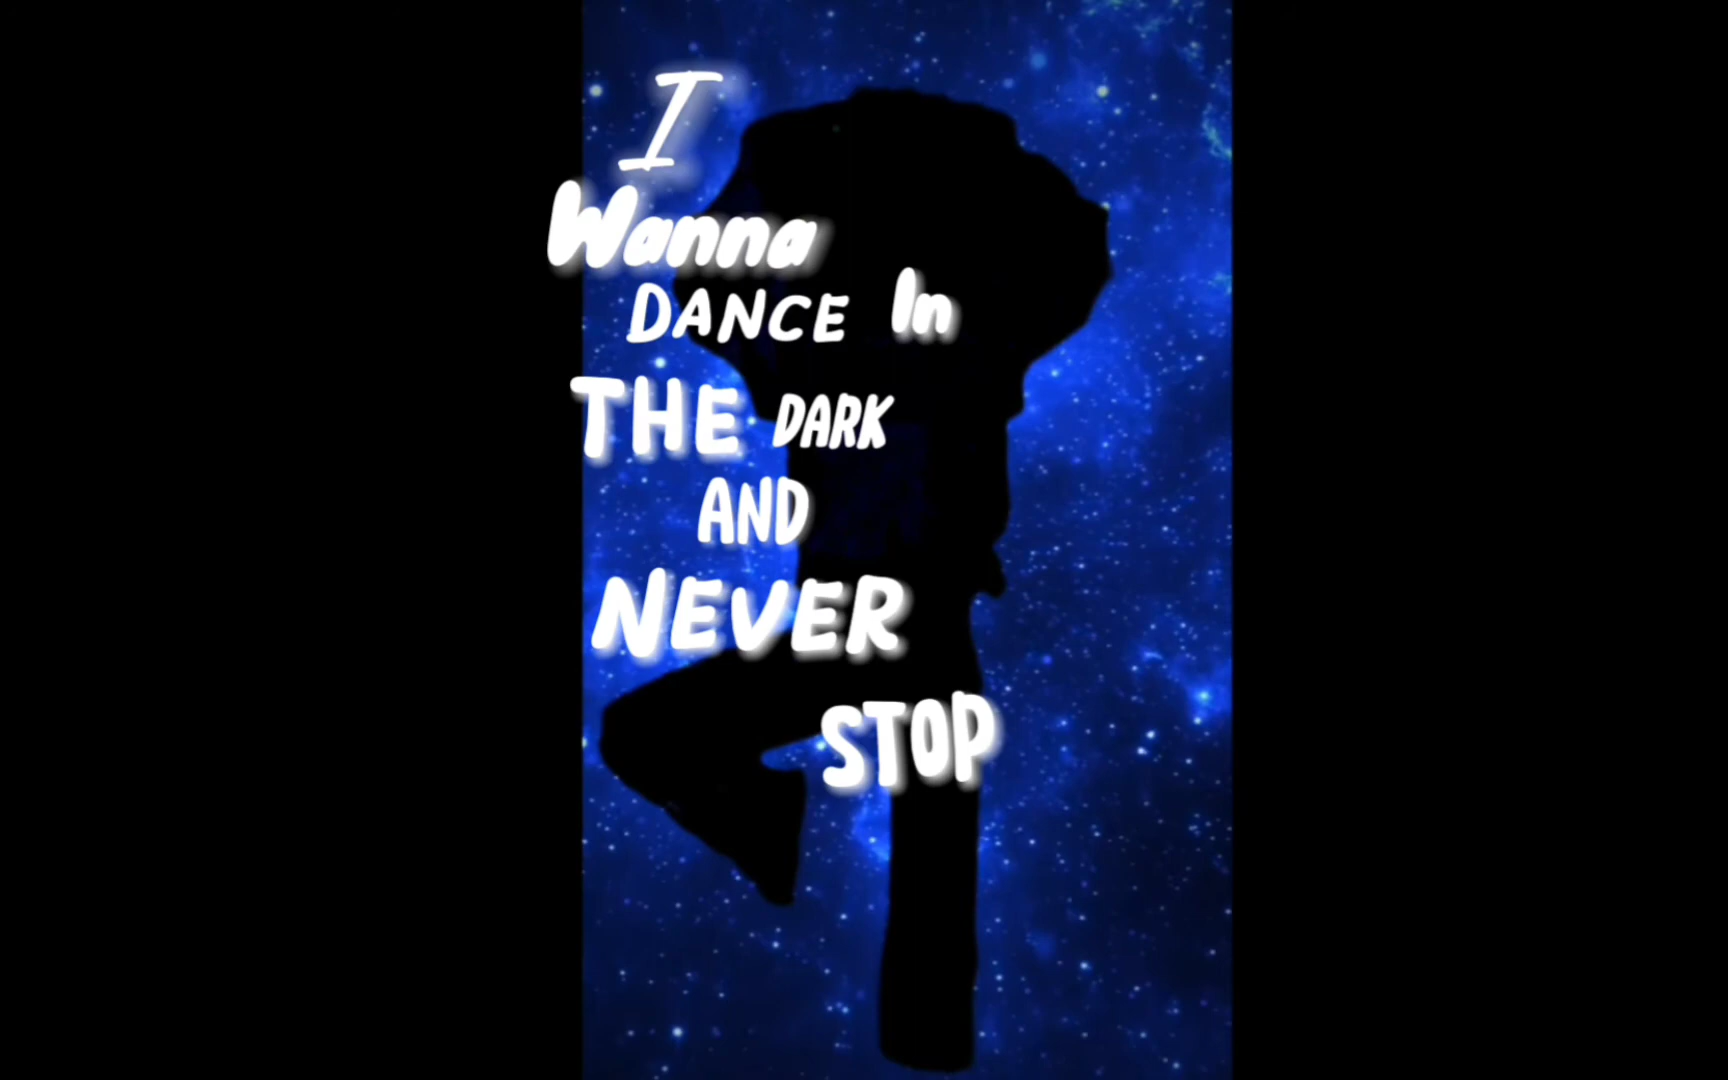 I
Wanna
DANCE In
THE DARK
AND
NEVER
STOP